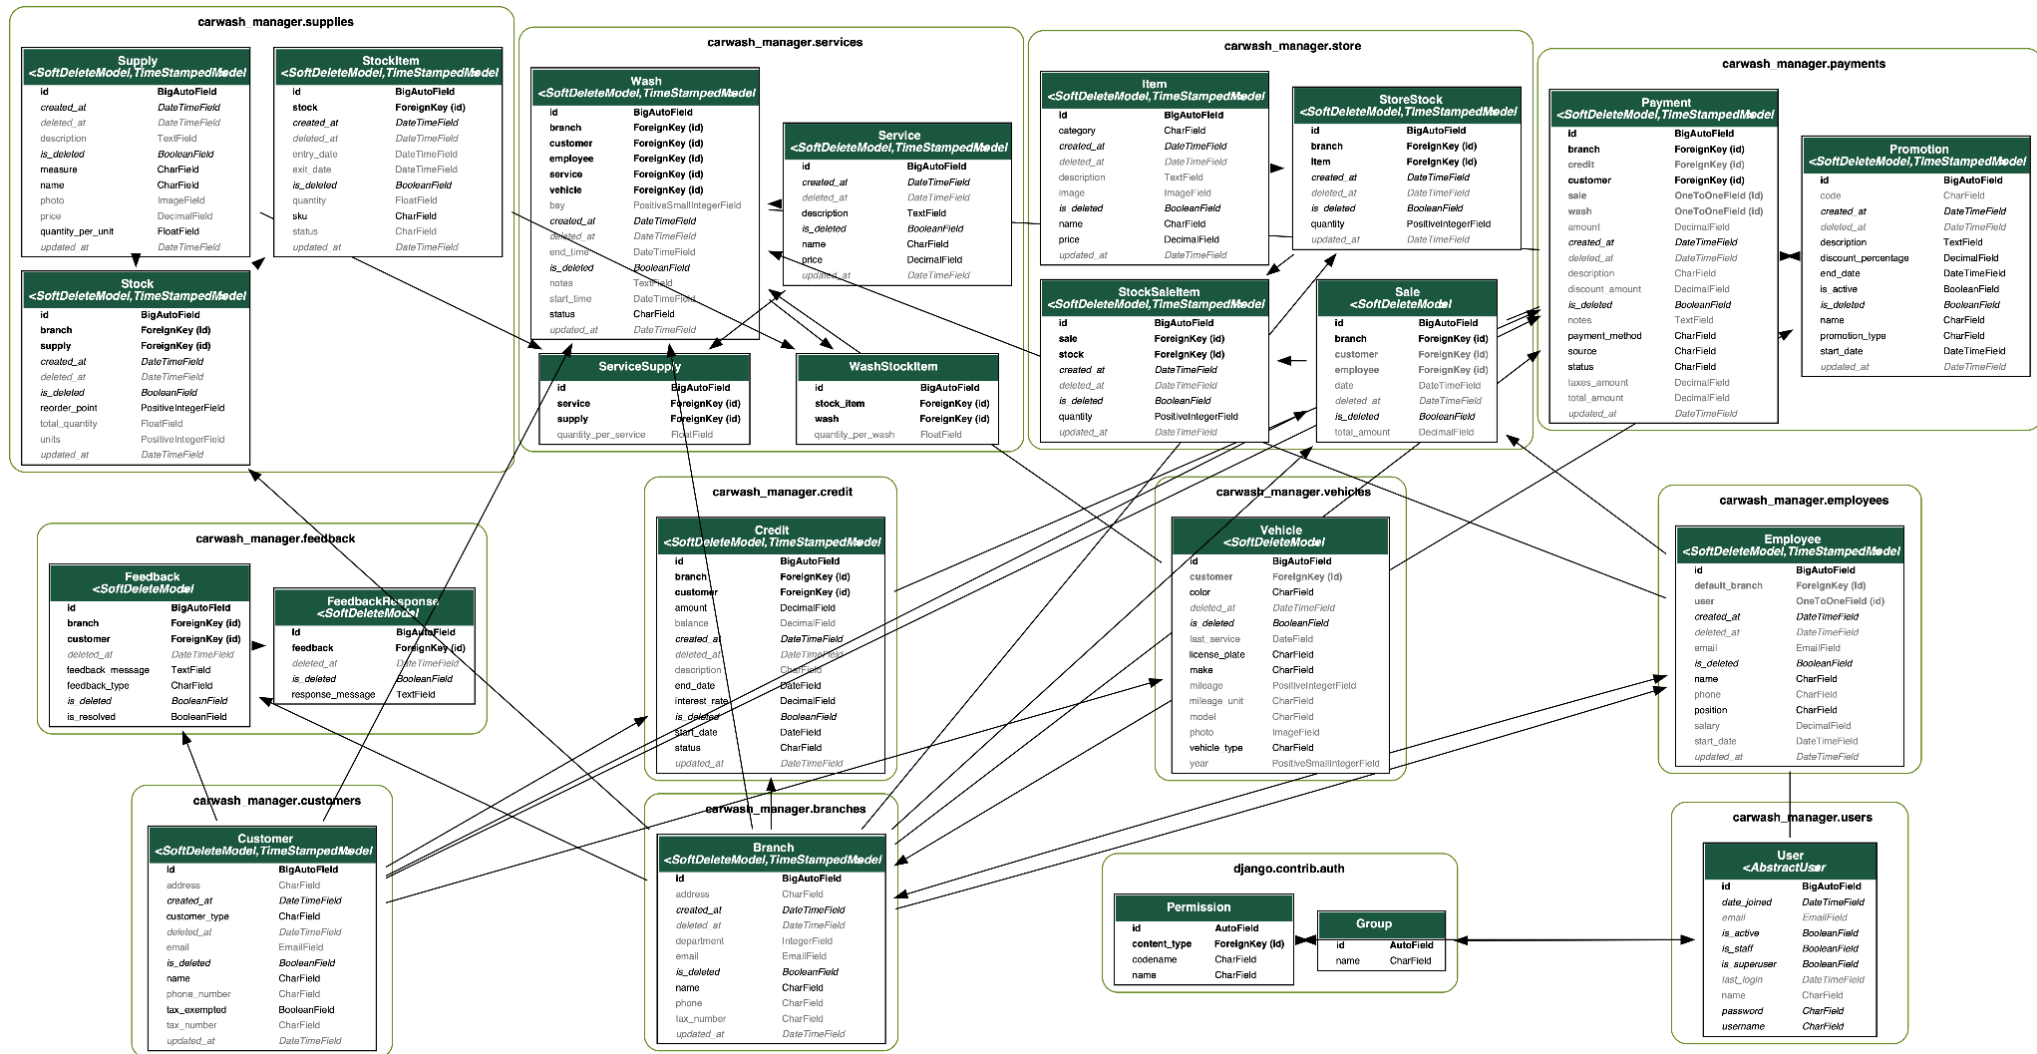 carwash_manager.supplies
Supply
<SoftDeleteModel,TimeStampedModel>
id BigAutoField
created_at DateTimeField
deleted_at DateTimeField
description TextField
is_deleted BooleanField
measure CharField
name CharField
photo ImageField
price DecimalField
quantity_per_unit FloatField
updated_at DateTimeField
StockItem
<SoftDeleteModel,TimeStampedModel>
id BigAutoField
stock ForeignKey (id)
created_at DateTimeField
deleted_at DateTimeField
entry_date DateTimeField
exit_date DateTimeField
is_deleted BooleanField
quantity FloatField
sku CharField
status CharField
updated_at DateTimeField
Stock
<SoftDeleteModel,TimeStampedModel>
id BigAutoField
branch ForeignKey (id)
supply ForeignKey (id)
created_at DateTimeField
deleted_at DateTimeField
is_deleted BooleanField
reorder_point PositiveIntegerField
total_quantity FloatField
units PositiveIntegerField
updated_at DateTimeField
carwash_manager.services
Wash
<SoftDeleteModel,TimeStampedModel>
id BigAutoField
branch ForeignKey (id)
customer ForeignKey (id)
employee ForeignKey (id)
service ForeignKey (id)
vehicle ForeignKey (id)
bay PositiveSmallIntegerField
created_at DateTimeField
deleted_at DateTimeField
end_time DateTimeField
is_deleted BooleanField
notes TextField
start_time DateTimeField
status CharField
updated_at DateTimeField
Service
<SoftDeleteModel,TimeStampedModel>
id BigAutoField
created_at DateTimeField
deleted_at DateTimeField
description TextField
is_deleted BooleanField
name CharField
price DecimalField
updated_at DateTimeField
ServiceSupply
id BigAutoField
service ForeignKey (id)
supply ForeignKey (id)
quantity_per_service FloatField
WashStockItem
id BigAutoField
stock_item ForeignKey (id)
wash ForeignKey (id)
quantity_per_wash FloatField
carwash_manager.store
Item
<SoftDeleteModel,TimeStampedModel>
id BigAutoField
category CharField
created_at DateTimeField
deleted_at DateTimeField
description TextField
image ImageField
is_deleted BooleanField
name CharField
price DecimalField
updated_at DateTimeField
StoreStock
<SoftDeleteModel,TimeStampedModel>
id BigAutoField
branch ForeignKey (id)
item ForeignKey (id)
created_at DateTimeField
deleted_at DateTimeField
is_deleted BooleanField
quantity PositiveIntegerField
updated_at DateTimeField
StockSaleItem
<SoftDeleteModel,TimeStampedModel>
id BigAutoField
sale ForeignKey (id)
stock ForeignKey (id)
created_at DateTimeField
deleted_at DateTimeField
is_deleted BooleanField
quantity PositiveIntegerField
updated_at DateTimeField
Sale
<SoftDeleteModel>
id BigAutoField
branch ForeignKey (id)
customer ForeignKey (id)
employee ForeignKey (id)
date DateTimeField
deleted_at DateTimeField
is_deleted BooleanField
total_amount DecimalField
carwash_manager.payments
Payment
<SoftDeleteModel,TimeStampedModel>
id BigAutoField
branch ForeignKey (id)
credit ForeignKey (id)
customer ForeignKey (id)
sale OneToOneField (id)
wash OneToOneField (id)
amount DecimalField
created_at DateTimeField
deleted_at DateTimeField
description CharField
discount_amount DecimalField
is_deleted BooleanField
notes TextField
payment_method CharField
source CharField
status CharField
taxes_amount DecimalField
total_amount DecimalField
updated_at DateTimeField
Promotion
<SoftDeleteModel,TimeStampedModel>
id BigAutoField
code CharField
created_at DateTimeField
deleted_at DateTimeField
description TextField
discount_percentage DecimalField
end_date DateTimeField
is_active BooleanField
is_deleted BooleanField
name CharField
promotion_type CharField
start_date DateTimeField
updated_at DateTimeField
carwash_manager.feedback
Feedback
<SoftDeleteModel>
id BigAutoField
branch ForeignKey (id)
customer ForeignKey (id)
deleted_at DateTimeField
feedback_message TextField
feedback_type CharField
is_deleted BooleanField
is_resolved BooleanField
FeedbackResponse
<SoftDeleteModel>
id BigAutoField
feedback ForeignKey (id)
deleted_at DateTimeField
is_deleted BooleanField
response_message TextField
carwash_manager.credit
Credit
<SoftDeleteModel,TimeStampedModel>
id BigAutoField
branch ForeignKey (id)
customer ForeignKey (id)
amount DecimalField
balance DecimalField
created_at DateTimeField
deleted_at DateTimeField
description CharField
end_date DateField
interest_rate DecimalField
is_deleted BooleanField
start_date DateField
status CharField
updated_at DateTimeField
carwash_manager.vehicles
Vehicle
<SoftDeleteModel>
id BigAutoField
customer ForeignKey (id)
color CharField
deleted_at DateTimeField
is_deleted BooleanField
last_service DateField
license_plate CharField
make CharField
mileage PositiveIntegerField
mileage_unit CharField
model CharField
photo ImageField
vehicle_type CharField
year PositiveSmallIntegerField
carwash_manager.employees
Employee
<SoftDeleteModel,TimeStampedModel>
id BigAutoField
default_branch ForeignKey (id)
user OneToOneField (id)
created_at DateTimeField
deleted_at DateTimeField
email EmailField
is_deleted BooleanField
name CharField
phone CharField
position CharField
salary DecimalField
start_date DateTimeField
updated_at DateTimeField
carwash_manager.customers
Customer
<SoftDeleteModel,TimeStampedModel>
id BigAutoField
address CharField
created_at DateTimeField
customer_type CharField
deleted_at DateTimeField
email EmailField
is_deleted BooleanField
name CharField
phone_number CharField
tax_exempted BooleanField
tax_number CharField
updated_at DateTimeField
carwash_manager.branches
Branch
<SoftDeleteModel,TimeStampedModel>
id BigAutoField
address CharField
created_at DateTimeField
deleted_at DateTimeField
department IntegerField
email EmailField
is_deleted BooleanField
name CharField
phone CharField
tax_number CharField
updated_at DateTimeField
django.contrib.auth
Permission
id AutoField
content_type ForeignKey (id)
codename CharField
name CharField
Group
id AutoField
name CharField
carwash_manager.users
User
<AbstractUser>
id BigAutoField
date_joined DateTimeField
email EmailField
is_active BooleanField
is_staff BooleanField
is_superuser BooleanField
last_login DateTimeField
name CharField
password CharField
username CharField